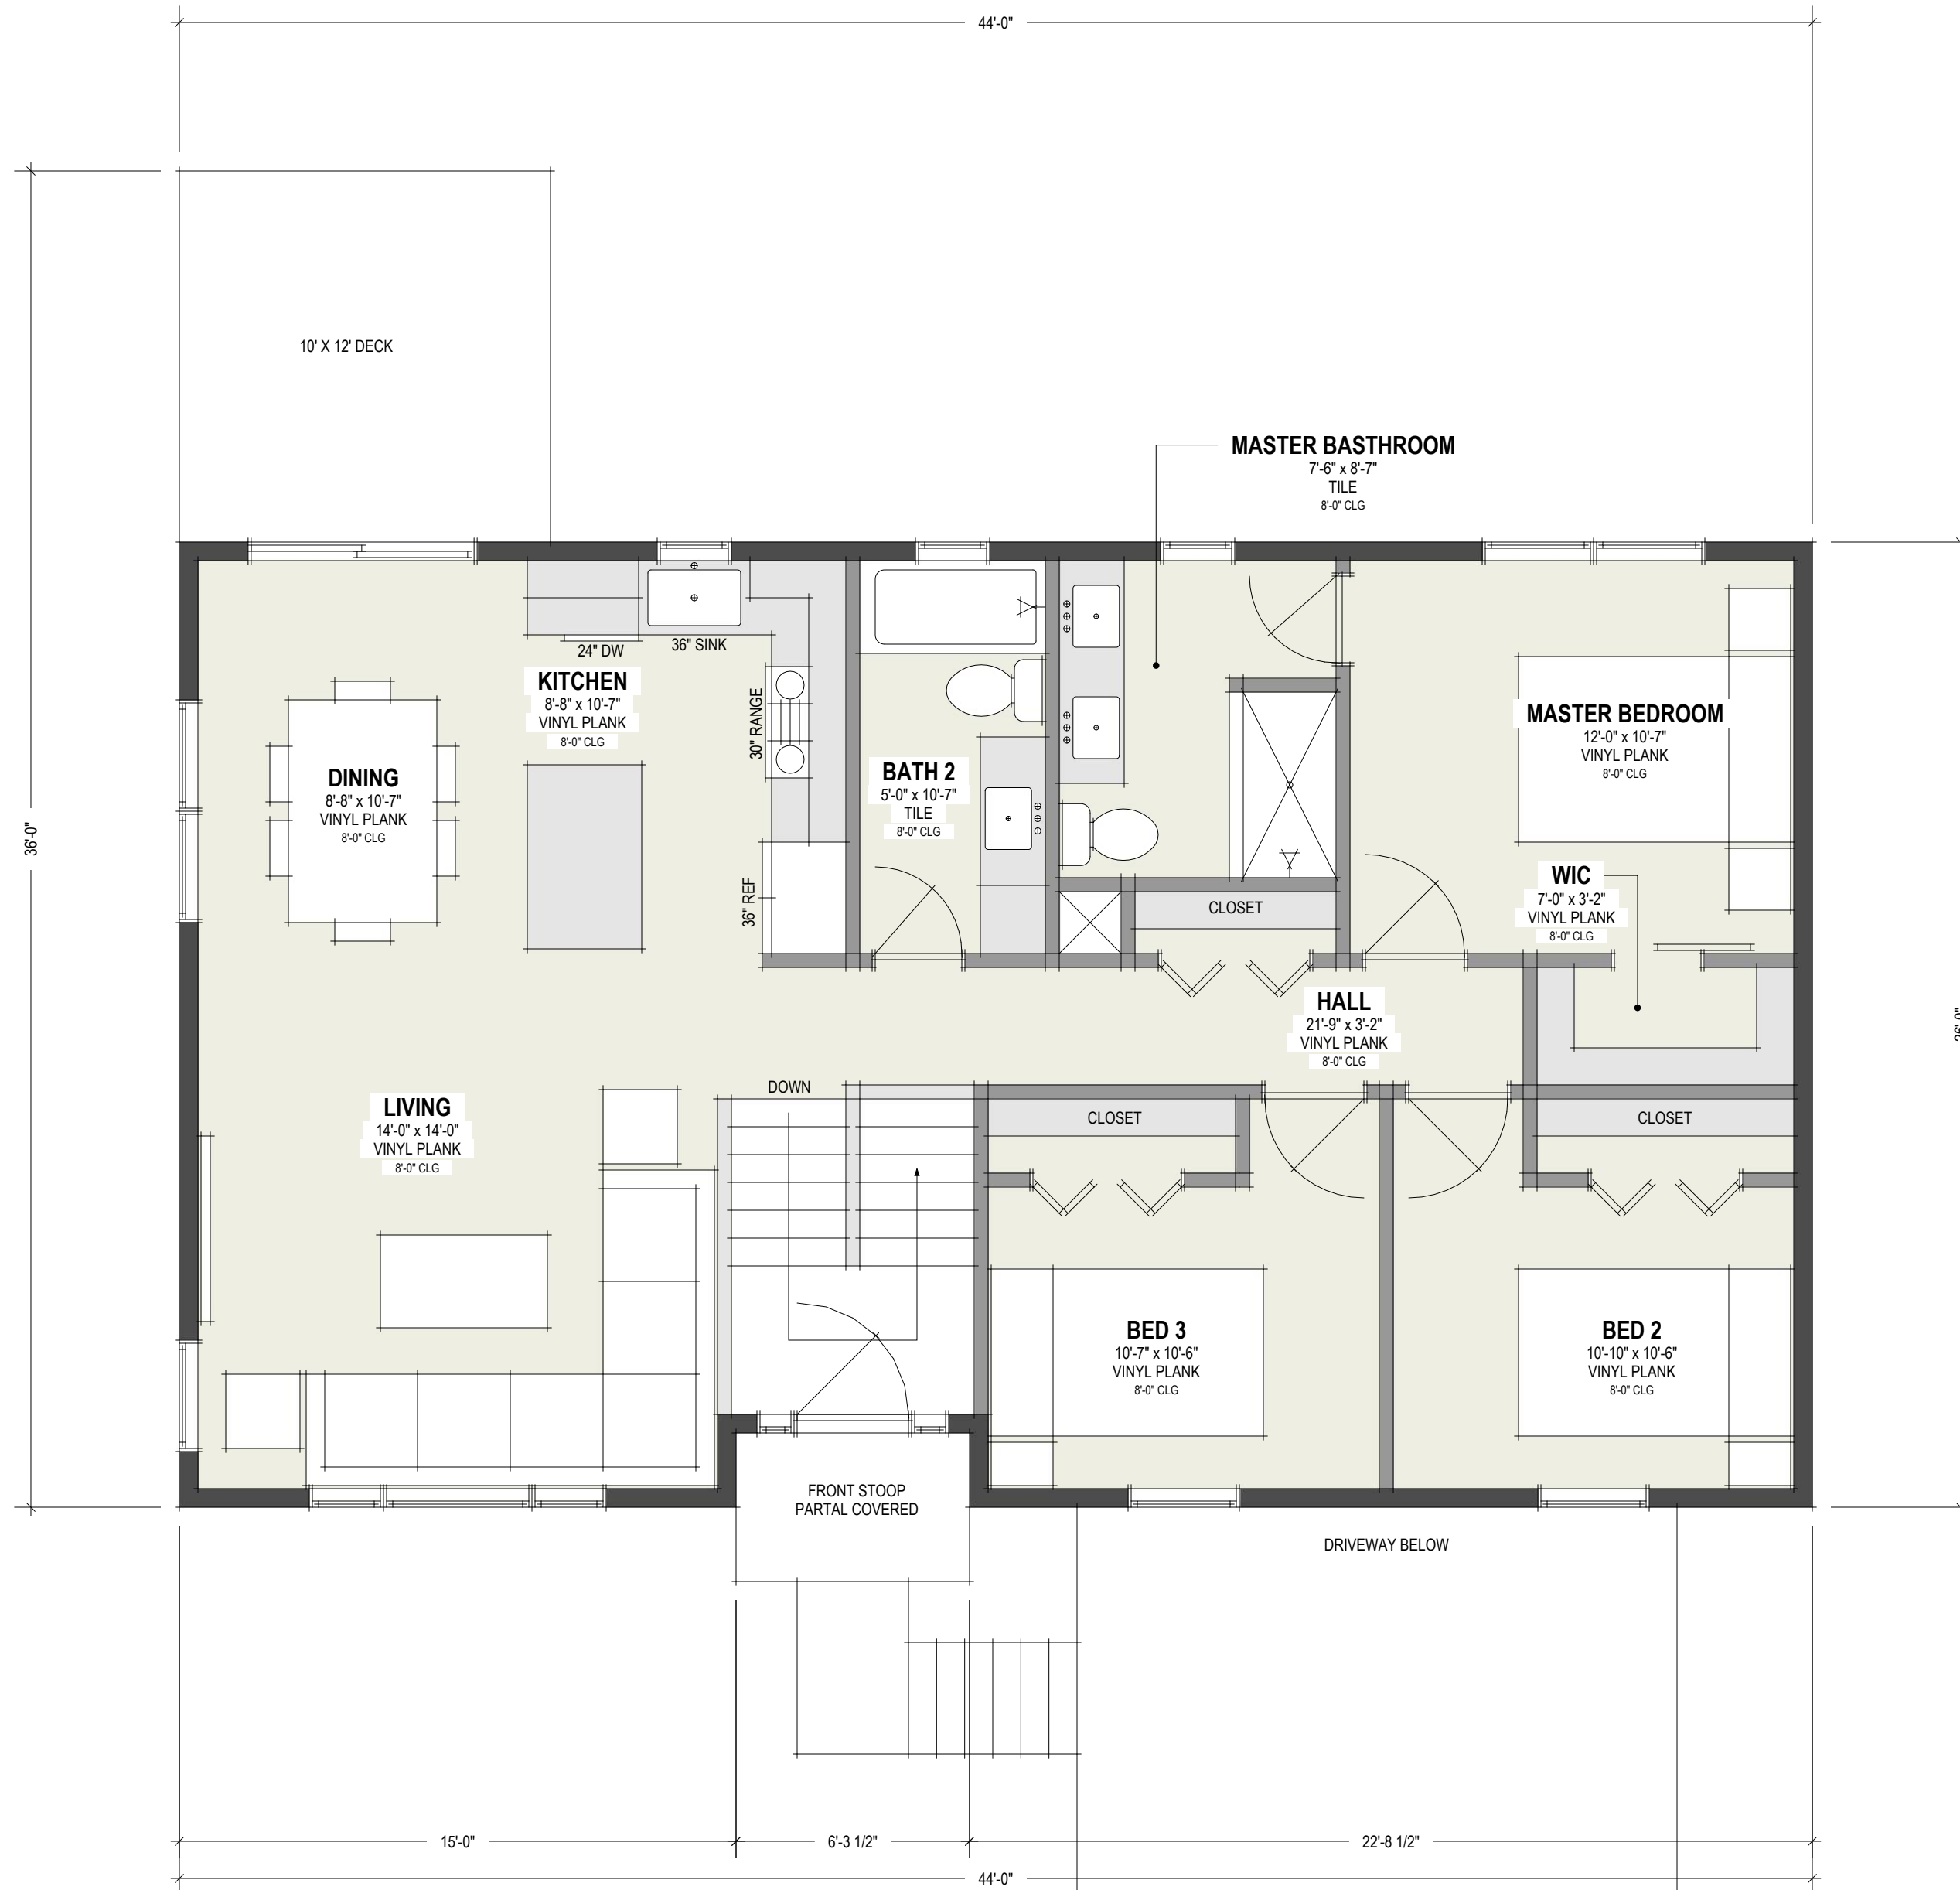 44'-0"
10' X 12' DECK
MASTER BASTHROOM
7'-6" x 8'-7"
TILE
8'-0" CLG
36'-0"
24" DW
36" SINK
KITCHEN
8'-8" x 10'-7"
VINYL PLANK
8'-0" CLG
30" RANGE
DINING
8'-8" x 10'-7"
VINYL PLANK
8'-0" CLG
BATH 2
5'-0" x 10'-7"
TILE
8'-0" CLG
MASTER BEDROOM
12'-0" x 10'-7"
VINYL PLANK
8'-0" CLG
36" REF
CLOSET
WIC
7'-0" x 3'-2"
VINYL PLANK
8'-0" CLG
HALL
21'-9" x 3'-2"
VINYL PLANK
8'-0" CLG
DOWN
LIVING
14'-0" x 14'-0"
VINYL PLANK
8'-0" CLG
CLOSET
CLOSET
BED 3
10'-7" x 10'-6"
VINYL PLANK
8'-0" CLG
BED 2
10'-10" x 10'-6"
VINYL PLANK
8'-0" CLG
FRONT STOOP
PARTAL COVERED
DRIVEWAY BELOW
15'-0"
6'-3 1/2"
22'-8 1/2"
44'-0"